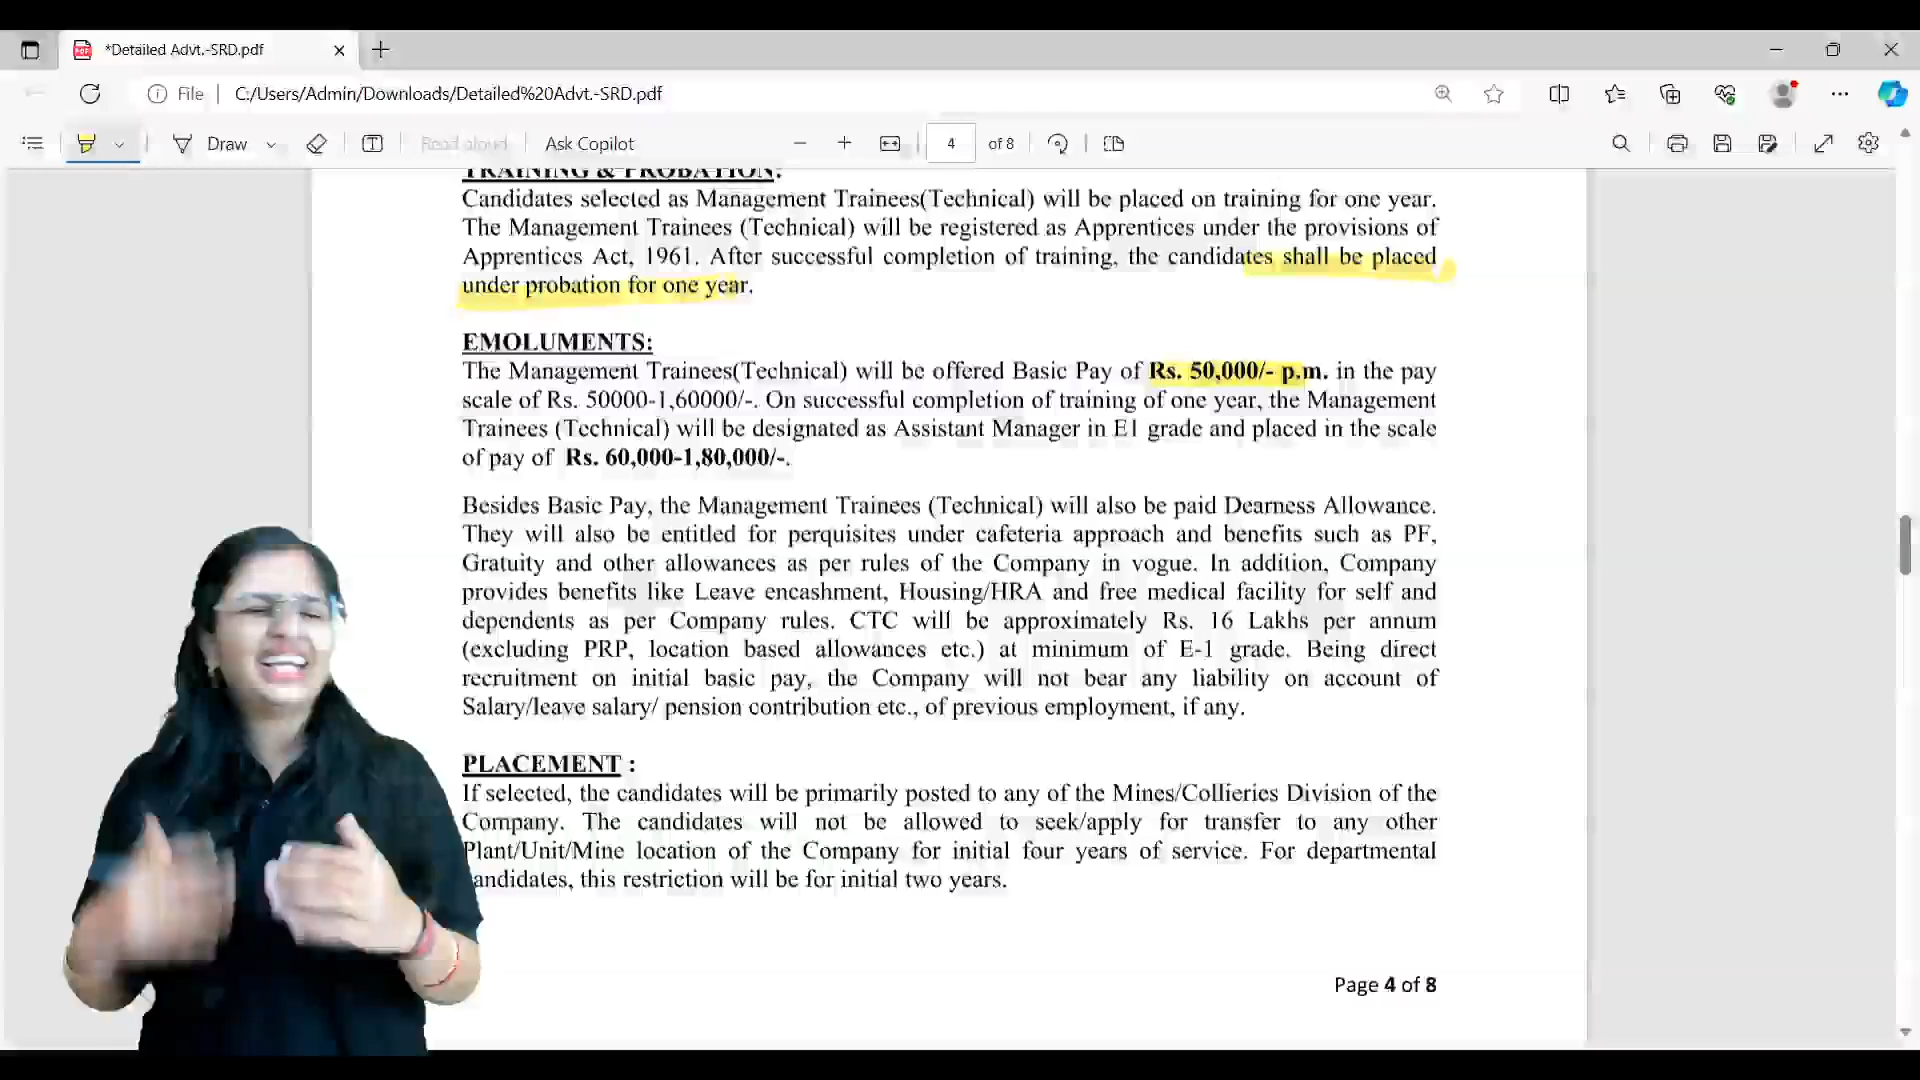 *Detailed Advt.-SRD.pdf
File
C:/Users/Admin/Downloads/Detailed%20Advt.-SRD.pdf
Draw
Read aloud
Ask Copilot
4
of 8
TRAINING & PROBATION:
Candidates selected as Management Trainees(Technical) will be placed on training for one year.
The Management Trainees (Technical) will be registered as Apprentices under the provisions of
Apprentices Act, 1961. After successful completion of training, the candidates shall be placed
under probation for one year.
EMOLUMENTS:
The Management Trainees(Technical) will be offered Basic Pay of Rs. 50,000/- p.m. in the pay
scale of Rs. 50000-1,60000/-. On successful completion of training of one year, the Management
Trainees (Technical) will be designated as Assistant Manager in E1 grade and placed in the scale
of pay of Rs. 60,000-1,80,000/-.
Besides Basic Pay, the Management Trainees (Technical) will also be paid Dearness Allowance.
They will also be entitled for perquisites under cafeteria approach and benefits such as PF,
Gratuity and other allowances as per rules of the Company in vogue. In addition, Company
provides benefits like Leave encashment, Housing/HRA and free medical facility for self and
dependents as per Company rules. CTC will be approximately Rs. 16 Lakhs per annum
(excluding PRP, location based allowances etc.) at minimum of E-1 grade. Being direct
recruitment on initial basic pay, the Company will not bear any liability on account of
Salary/leave salary/ pension contribution etc., of previous employment, if any.
PLACEMENT :
If selected, the candidates will be primarily posted to any of the Mines/Collieries Division of the
Company. The candidates will not be allowed to seek/apply for transfer to any other
Plant/Unit/Mine location of the Company for initial four years of service. For departmental
andidates, this restriction will be for initial two years.
Page 4 of 8